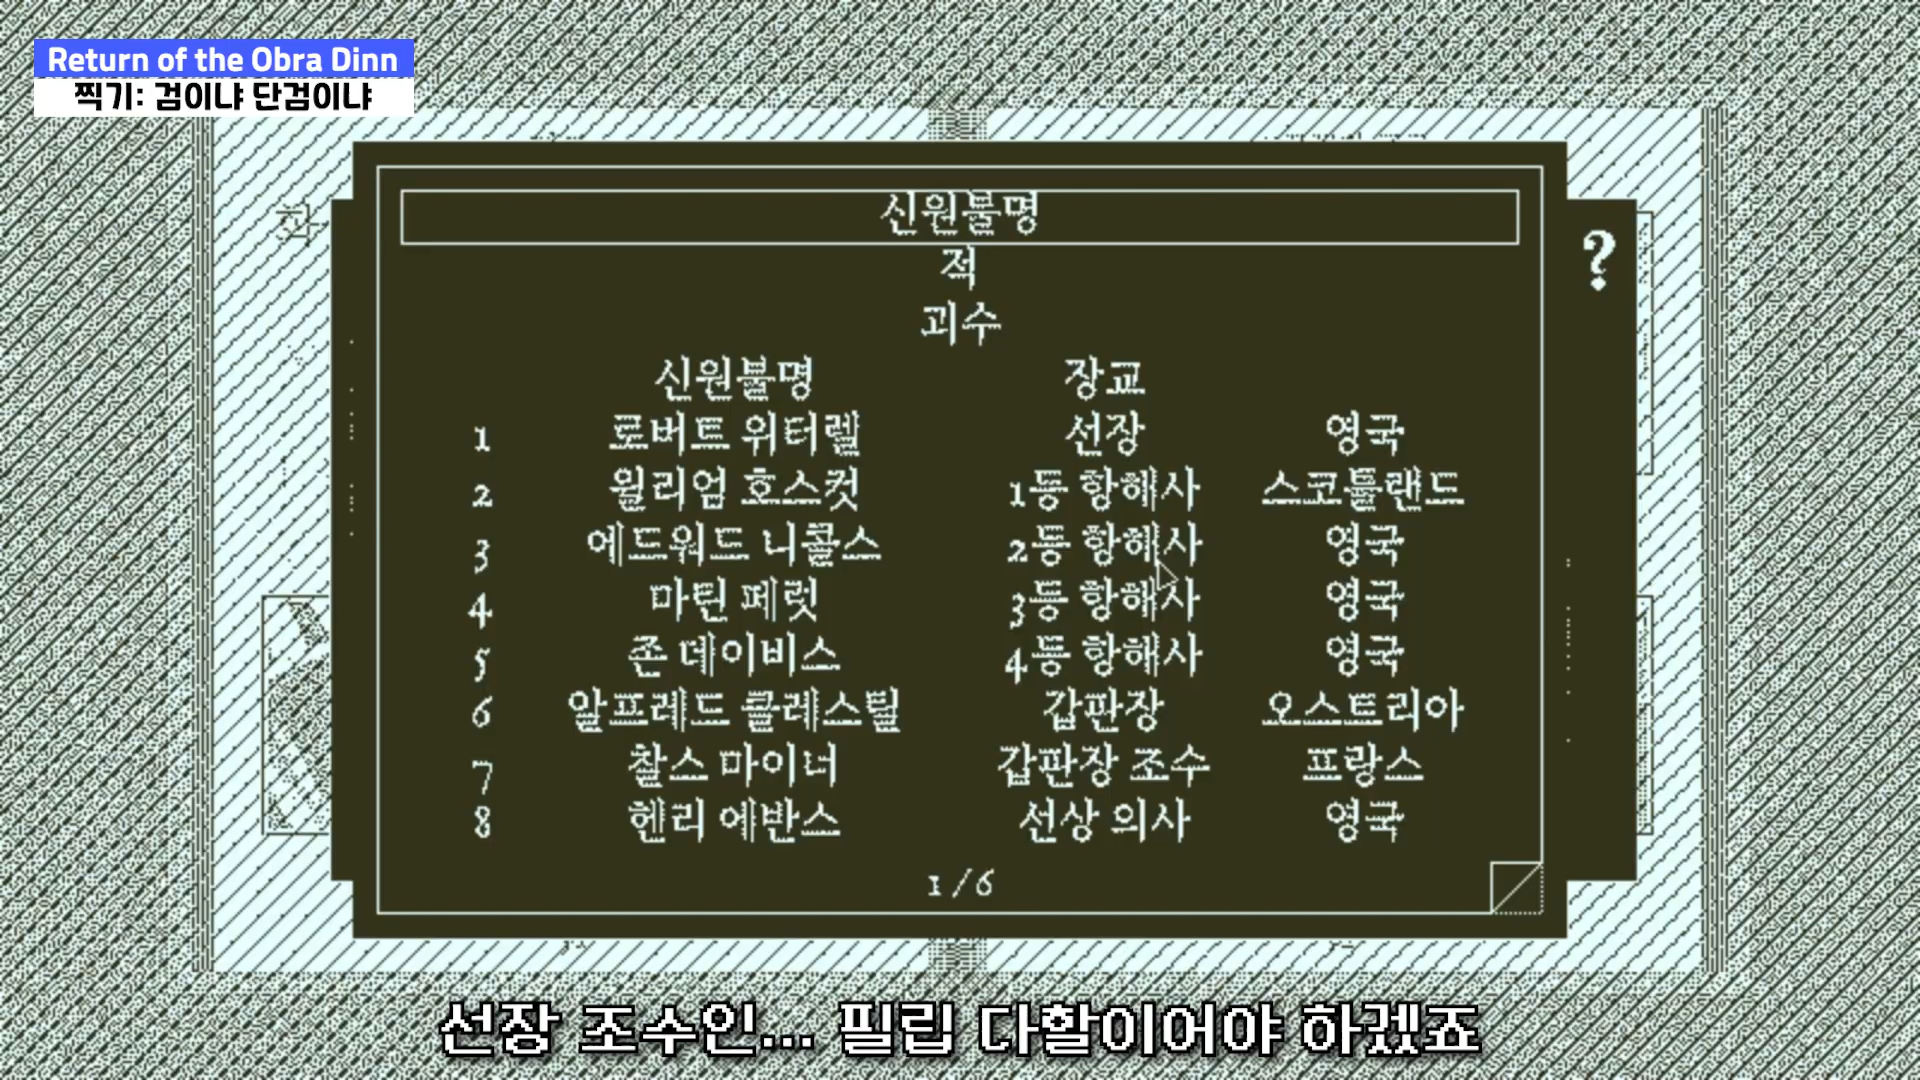 Return of the Obra Dinn
찍기: 검이냐 단검이냐
신원불명
?
적
괴수
신원불명 장교
1 로버트 위터렐 선장 영국
2 윌리엄 호스컷 1등 항해사 스코틀랜드
3 에드워드 니콜스 2등 항해사 영국
4 마틴 페럿 3등 항해사 영국
5 존 데이비스 4등 항해사 영국
6 알프레드 클레스틸 갑판장 오스트리아
7 찰스 마이너 갑판장 조수 프랑스
8 헨리 에반스 선상 의사 영국
1/6
선장 조수인... 필립 다할이어야 하겠죠